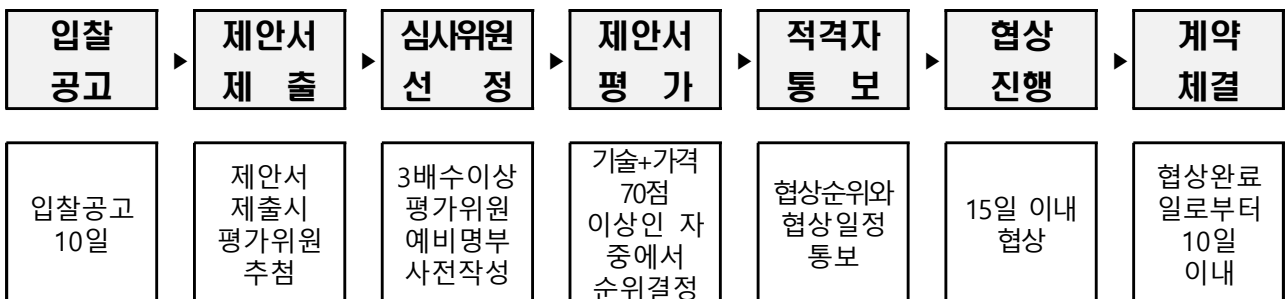 입찰
공고
▶
제안서
제 출
▶
심사위원
선 정
▶
제안서
평 가
▶
적격자
통 보
▶
협상
진행
▶
계약
체결
입찰공고
10일
제안서
제출시
평가위원
추첨
3배수이상
평가위원
예비명부
사전작성
기술+가격
70점
이상인 자
중에서
순위결정
협상순위와
협상일정
통보
15일 이내
협상
협상완료
일로부터
10일
이내